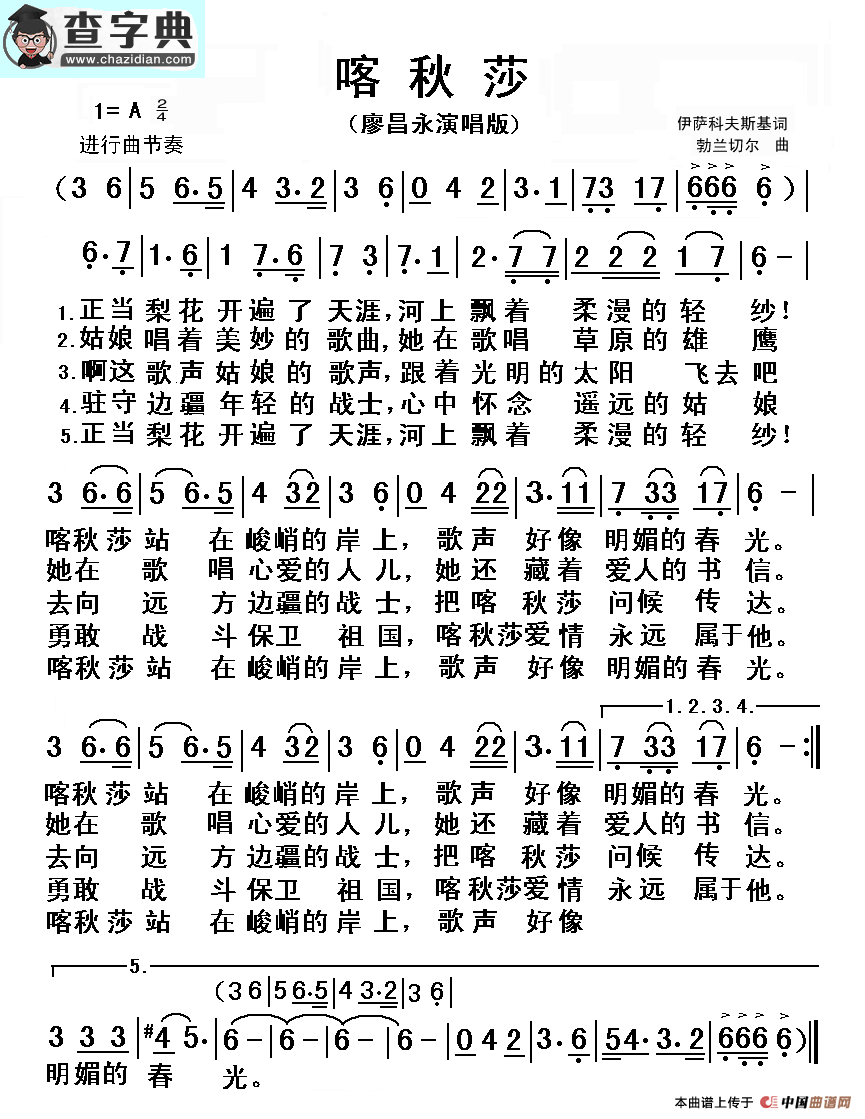 查字典
www.chazidian.com
喀秋莎
1= A 2/4
(廖昌永演唱版)
伊萨科夫斯基词
进行曲节奏
勃兰切尔 曲
(3 6|5 6.5|4 3.2|3 6|0 4 2|3.1|73 17|666 6)|
6.7|1.6|1 7.6|7 3|7.1|2.77|222 17|6-|
1.正当梨花开遍了天涯,河上飘着 柔漫的轻 纱!
2.姑娘唱着美妙的歌曲,她在歌唱 草原的雄 鹰
3.啊这歌声姑娘的歌声,跟着光明的太阳 飞去吧
4.驻守边疆年轻的战士,心中怀念 遥远的姑 娘
5.正当梨花开遍了天涯,河上飘着 柔漫的轻 纱!
3 6.6|5 6.5|4 32|3 6|0 4 22|3.11|7 33 17|6-|
喀秋莎站 在峻峭的岸上,歌声 好像 明媚的春光。
她在 歌 唱心爱的人儿,她还 藏着 爱人的书信。
去向 远 方边疆的战士,把喀 秋莎 问候 传达。
勇敢 战 斗保卫 祖国,喀秋莎爱情 永远 属于他。
喀秋莎站 在峻峭的岸上,歌声 好像 明媚的春光。
1.2.3.4.
3 6.6|5 6.5|4 32|3 6|0 4 22|3.11|7 33 17|6-:||
喀秋莎站 在峻峭的岸上,歌声 好像 明媚的春光。
她在 歌 唱心爱的人儿,她还 藏着 爱人的书信。
去向 远 方边疆的战士,把喀 秋莎 问候 传达。
勇敢 战 斗保卫 祖国,喀秋莎爱情 永远 属于他。
喀秋莎站 在峻峭的岸上,歌声 好像
5.
(3 6|5 6.5|4 3.2|3 6|
3 3 3|#4 5.|6-|6-|6-|6-|0 4 2|3.6|54.32|666 6)||
明媚的 春 光。
本曲谱上传于 中国曲谱网